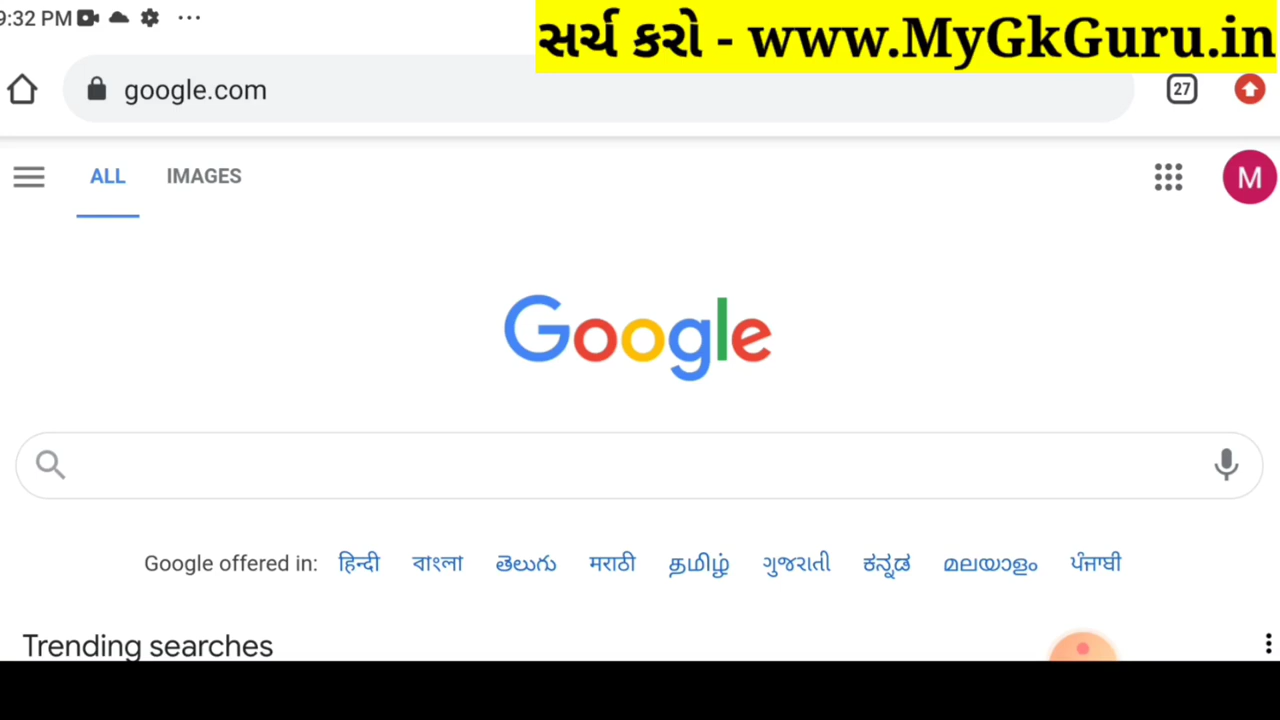 9:32 PM
સર્ચ કરો - www.MyGkGuru.in
google.com
27
ALL IMAGES
M
Google
Google offered in: हिन्दी বাংলা తెలుగు मराठी தமிழ் ગુજરાતી ಕನ್ನಡ മലയാളം ਪੰਜਾਬੀ
Trending searches